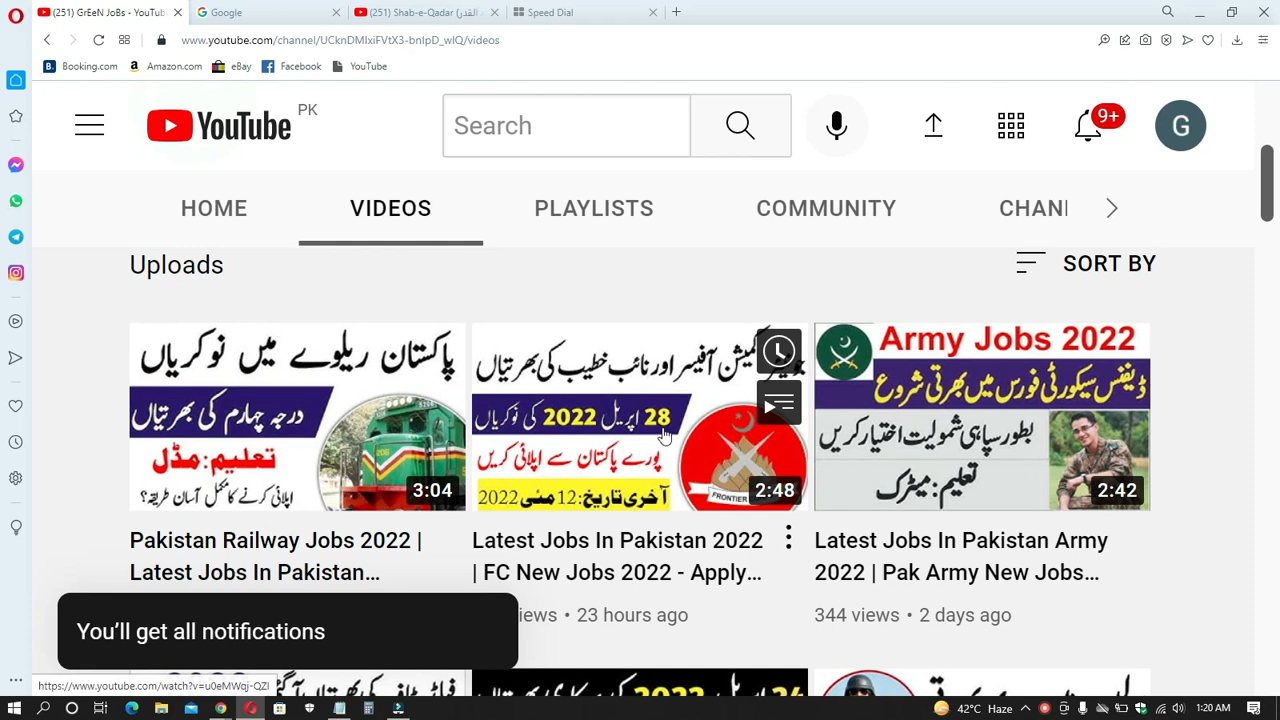 (251) GrEeN JoBs - YouTub
Google
(251) Shab-e-Qadar
Speed Dial
www.youtube.com/channel/UCknDMIxiFVtX3-bnIpD_wIQ/videos
Booking.com
Amazon.com
eBay
Facebook
YouTube
YouTube PK
Search
9+
G
HOME
VIDEOS
PLAYLISTS
COMMUNITY
CHAN
Uploads
SORT BY
پاکستان ریلوے میں نوکریاں
درجہ چہارم کی بھرتیاں
تعلیم: مڈل
اپلائی کرنے کا مکمل آسان طریقہ؟
3:04
کمیشن آفیسر اور نائب خطیب کی بھرتیاں
28 اپریل 2022 کی نوکریاں
پورے پاکستان سے اپلائی کریں
آخری تاریخ: 12 مئی 2022
FRONTIER
2:48
Army Jobs 2022
ڈیفنس سیکورٹی فورس میں بھرتی شروع
بطور سپاہی شمولیت اختیار کریں
تعلیم: میٹرک
2:42
Pakistan Railway Jobs 2022 |
Latest Jobs In Pakistan...
Latest Jobs In Pakistan 2022
| FC New Jobs 2022 - Apply...
iews • 23 hours ago
Latest Jobs In Pakistan Army
2022 | Pak Army New Jobs...
344 views • 2 days ago
You’ll get all notifications
https://www.youtube.com/watch?v=u0eMWqj-QZI
42°C Haze
1:20 AM